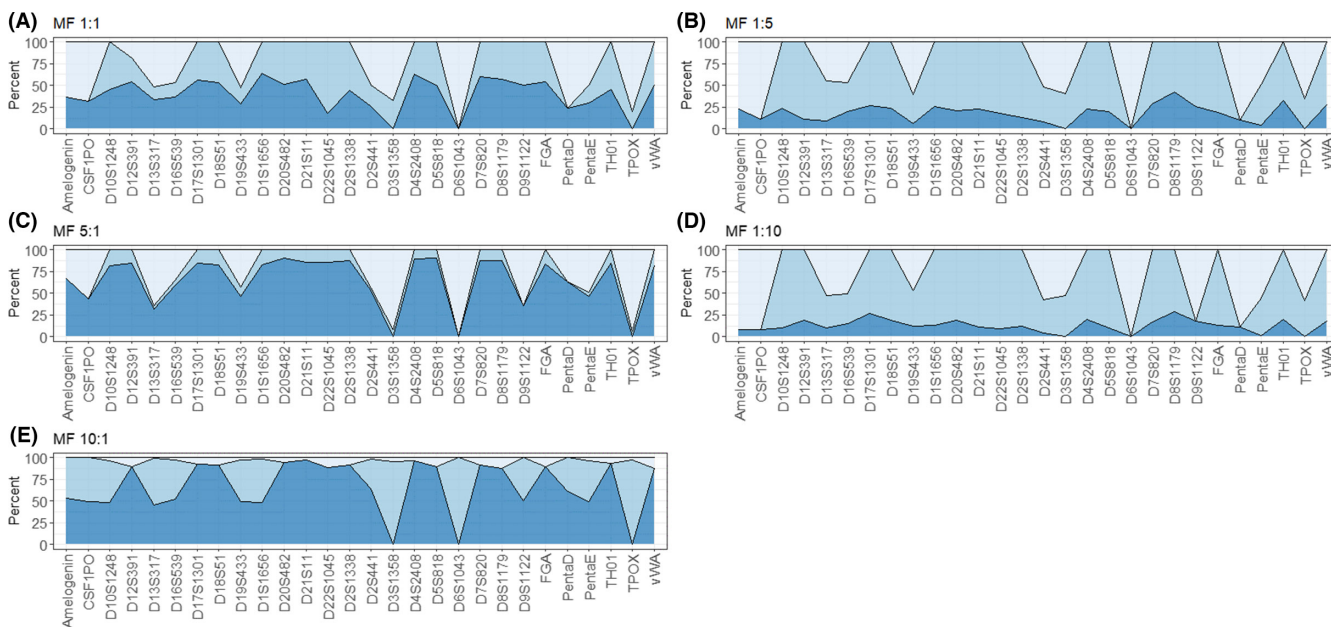 (A) MF 1:1
Percent
100
75
50
25
0
Amelogenin
CSF1PO
D10S1248
D12S391
D13S317
D16S539
D17S1301
D18S51
D19S433
D1S1656
D20S482
D21S11
D22S1045
D2S1338
D2S441
D3S1358
D4S2408
D5S818
D6S1043
D7S820
D8S1179
D9S1122
FGA
PentaD
PentaE
TH01
TPOX
vWA
(B) MF 1:5
Percent
100
75
50
25
0
Amelogenin
CSF1PO
D10S1248
D12S391
D13S317
D16S539
D17S1301
D18S51
D19S433
D1S1656
D20S482
D21S11
D22S1045
D2S1338
D2S441
D3S1358
D4S2408
D5S818
D6S1043
D7S820
D8S1179
D9S1122
FGA
PentaD
PentaE
TH01
TPOX
vWA
(C) MF 5:1
Percent
100
75
50
25
0
Amelogenin
CSF1PO
D10S1248
D12S391
D13S317
D16S539
D17S1301
D18S51
D19S433
D1S1656
D20S482
D21S11
D22S1045
D2S1338
D2S441
D3S1358
D4S2408
D5S818
D6S1043
D7S820
D8S1179
D9S1122
FGA
PentaD
PentaE
TH01
TPOX
vWA
(D) MF 1:10
Percent
100
75
50
25
0
Amelogenin
CSF1PO
D10S1248
D12S391
D13S317
D16S539
D17S1301
D18S51
D19S433
D1S1656
D20S482
D21S11
D22S1045
D2S1338
D2S441
D3S1358
D4S2408
D5S818
D6S1043
D7S820
D8S1179
D9S1122
FGA
PentaD
PentaE
TH01
TPOX
vWA
(E) MF 10:1
Percent
100
75
50
25
0
Amelogenin
CSF1PO
D10S1248
D12S391
D13S317
D16S539
D17S1301
D18S51
D19S433
D1S1656
D20S482
D21S11
D22S1045
D2S1338
D2S441
D3S1358
D4S2408
D5S818
D6S1043
D7S820
D8S1179
D9S1122
FGA
PentaD
PentaE
TH01
TPOX
vWA